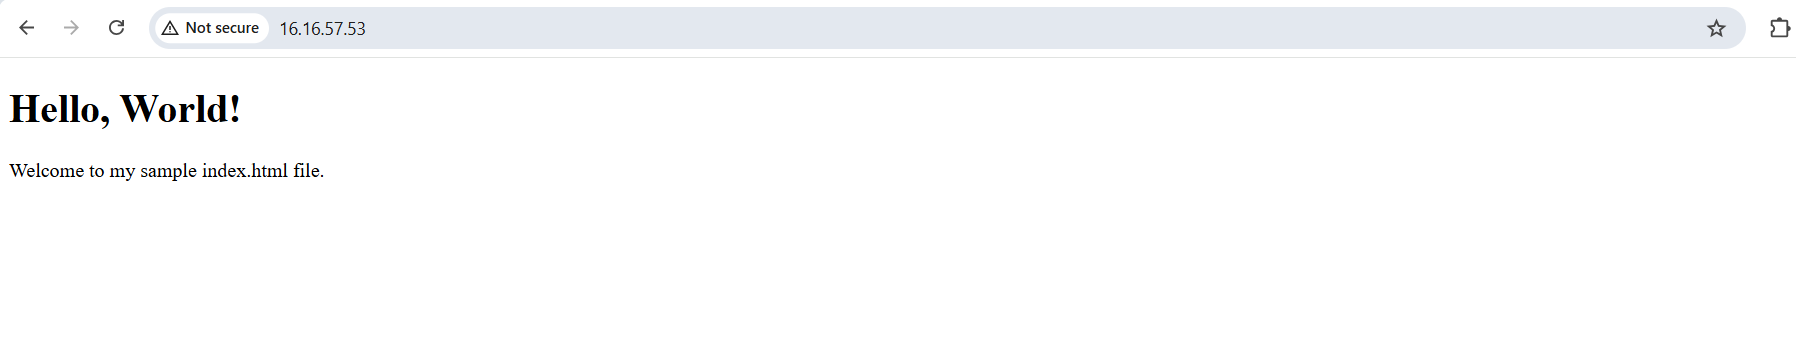 Not secure 16.16.57.53
Hello, World!
Welcome to my sample index.html file.